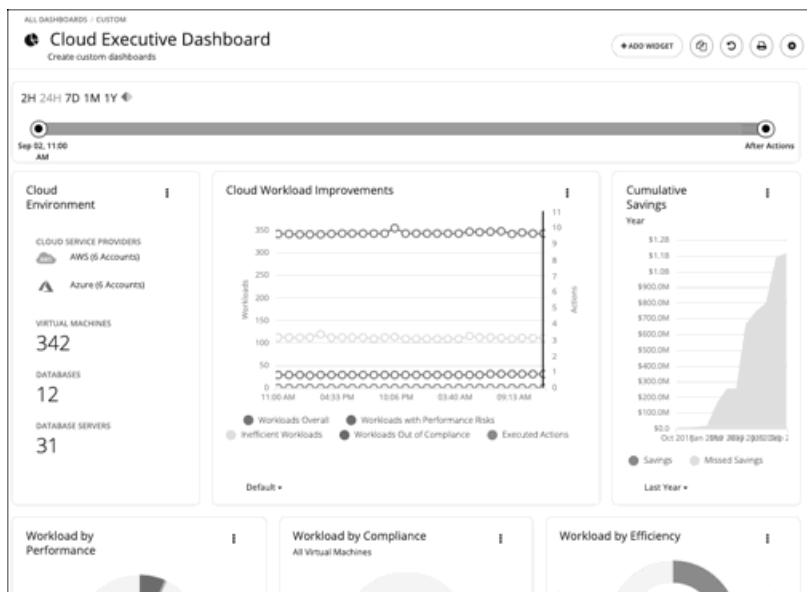 ALL DASHBOARDS / CUSTOM
Cloud Executive Dashboard
Create custom dashboards
+ ADD WIDGET
2H 24H 7D 1M 1Y
Sep 02, 11:00
AM
After Actions
Cloud
Environment
CLOUD SERVICE PROVIDERS
AWS (6 Accounts)
Azure (6 Accounts)
VIRTUAL MACHINES
342
DATABASES
12
DATABASE SERVERS
31
Cloud Workload Improvements
Workloads
350
300
250
200
150
100
50
0
11
10
9
8
7
6
5
4
3
2
1
0
Actions
11:00 AM 04:33 PM 10:06 PM 03:40 AM 09:13 AM
Workloads Overall Workloads with Performance Risks
Inefficient Workloads Workloads Out of Compliance Executed Actions
Default
Cumulative
Savings
Year
$1.2B
$1.1B
$1.0B
$900.0M
$800.0M
$700.0M
$600.0M
$500.0M
$400.0M
$300.0M
$200.0M
$100.0M
$0.0
Oct
Savings Missed Savings
Last Year
Workload by
Performance
Workload by Compliance
All Virtual Machines
Workload by Efficiency